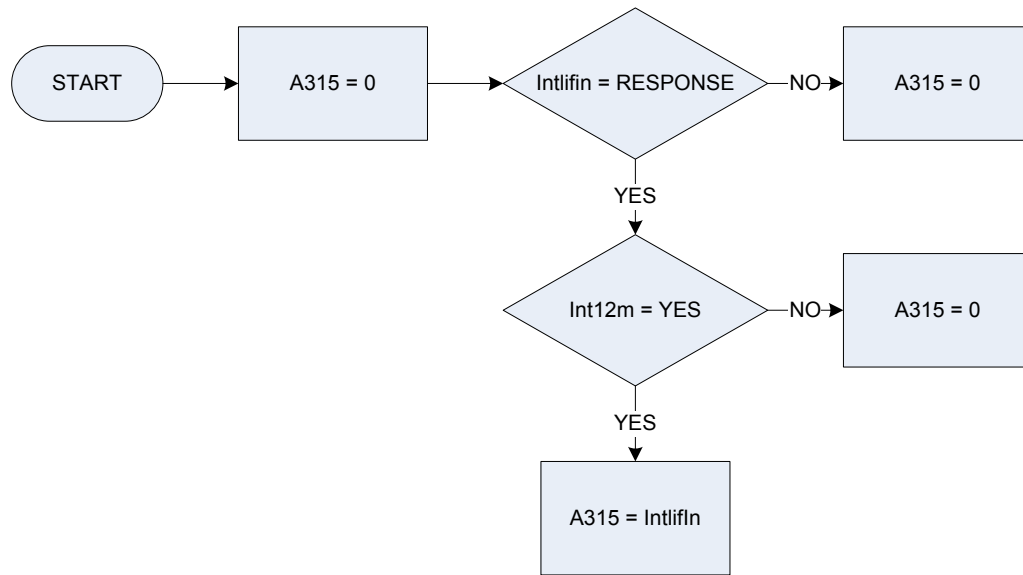 START
A315 = 0
Intlifin = RESPONSE
NO
A315 = 0
YES
Int12m = YES
NO
A315 = 0
YES
A315 = IntlifIn